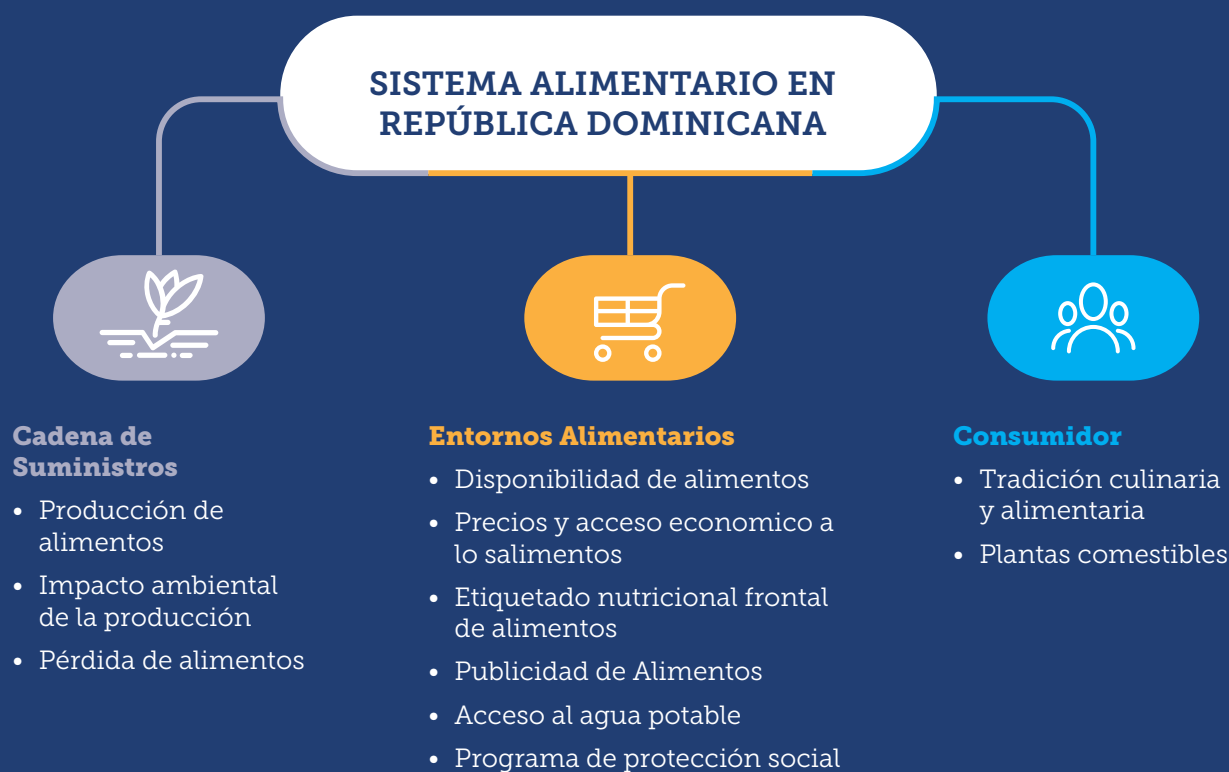 SISTEMA ALIMENTARIO EN
REPÚBLICA DOMINICANA
Cadena de
Suministros
• Producción de
alimentos
• Impacto ambiental
de la producción
• Pérdida de alimentos
Entornos Alimentarios
• Disponibilidad de alimentos
• Precios y acceso economico a
lo salimentos
• Etiquetado nutricional frontal
de alimentos
• Publicidad de Alimentos
• Acceso al agua potable
• Programa de protección social
Consumidor
• Tradición culinaria
y alimentaria
• Plantas comestibles